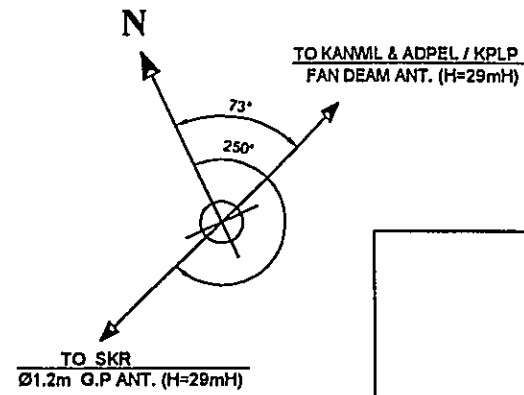 N
TO KANWIL & ADPEL / KPLP
FAN DEAM ANT. (H=29mH)
73°
250°
TO SKR
Ø1.2m G.P ANT. (H=29mH)